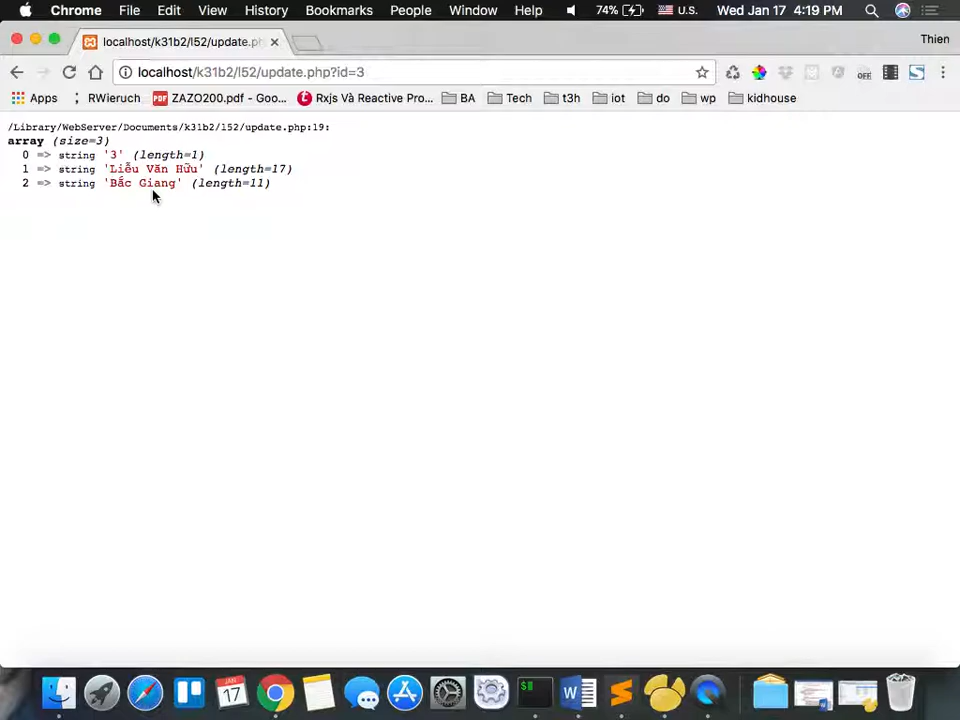 Chrome File Edit View History Bookmarks People Window Help 74% U.S. Wed Jan 17 4:19 PM
localhost/k31b2/l52/update.ph
Thien
localhost/k31b2/l52/update.php?id=3
Apps RWieruch ZAZO200.pdf - Goo... Rxjs Và Reactive Pro... BA Tech t3h iot do wp kidhouse
/Library/WebServer/Documents/k31b2/l52/update.php:19:
array (size=3)
0 => string '3' (length=1)
1 => string 'Liễu Văn Hữu' (length=17)
2 => string 'Bắc Giang' (length=11)
JAN
17